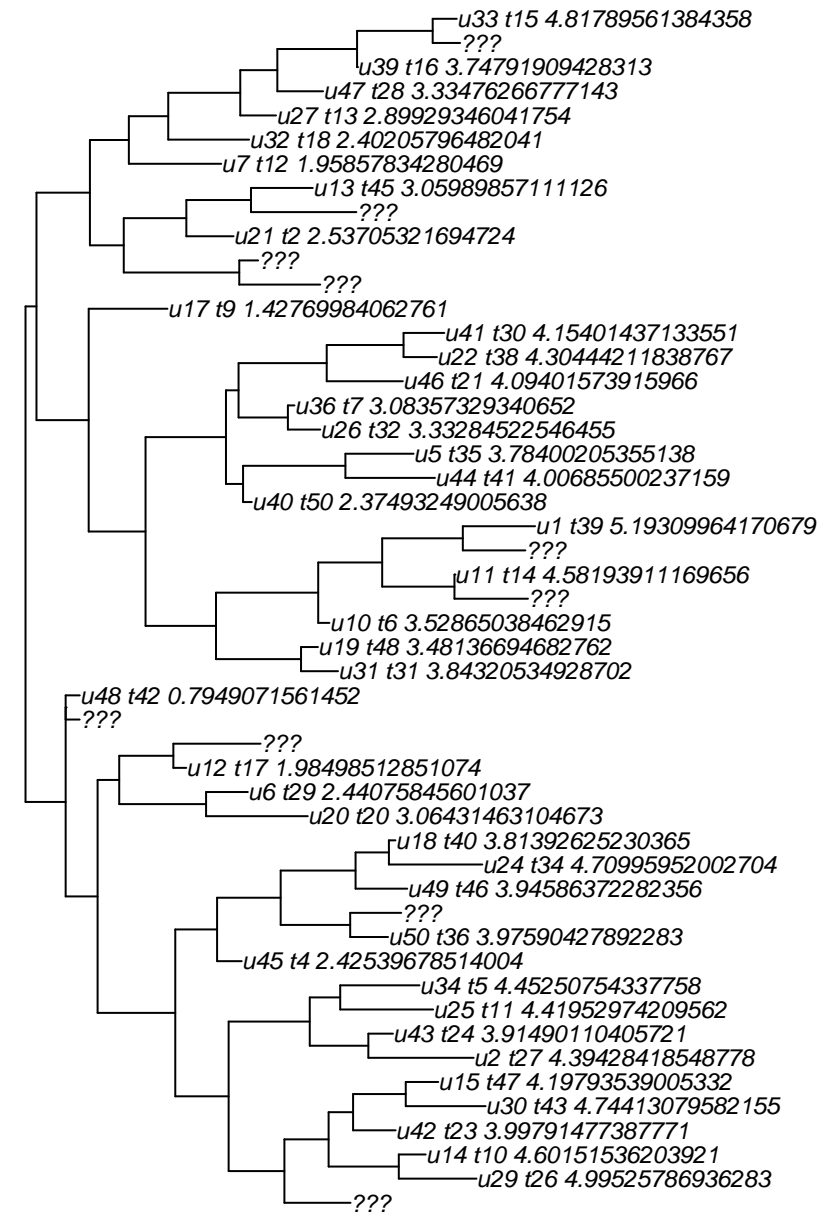 u33 t15 4.81789561384358
???
u39 t16 3.74791909428313
u47 t28 3.33476266777143
u27 t13 2.89929346041754
u32 t18 2.40205796482041
u7 t12 1.95857834280469
u13 t45 3.05989857111126
???
u21 t2 2.53705321694724
???
???
u17 t9 1.42769984062761
u41 t30 4.15401437133551
u22 t38 4.30444211838767
u46 t21 4.09401573915966
u36 t7 3.08357329340652
u26 t32 3.33284522546455
u5 t35 3.78400205355138
u44 t41 4.00685500237159
u40 t50 2.37493249005638
u1 t39 5.19309964170679
???
u11 t14 4.58193911169656
???
u10 t6 3.52865038462915
u19 t48 3.48136694682762
u31 t31 3.84320534928702
u48 t42 0.7949071561452
???
???
u12 t17 1.98498512851074
u6 t29 2.44075845601037
u20 t20 3.06431463104673
u18 t40 3.81392625230365
u24 t34 4.70995952002704
u49 t46 3.94586372282356
???
u50 t36 3.97590427892283
u45 t4 2.42539678514004
u34 t5 4.45250754337758
u25 t11 4.41952974209562
u43 t24 3.91490110405721
u2 t27 4.39428418548778
u15 t47 4.19793539005332
u30 t43 4.74413079582155
u42 t23 3.99791477387771
u14 t10 4.60151536203921
u29 t26 4.99525786936283
???